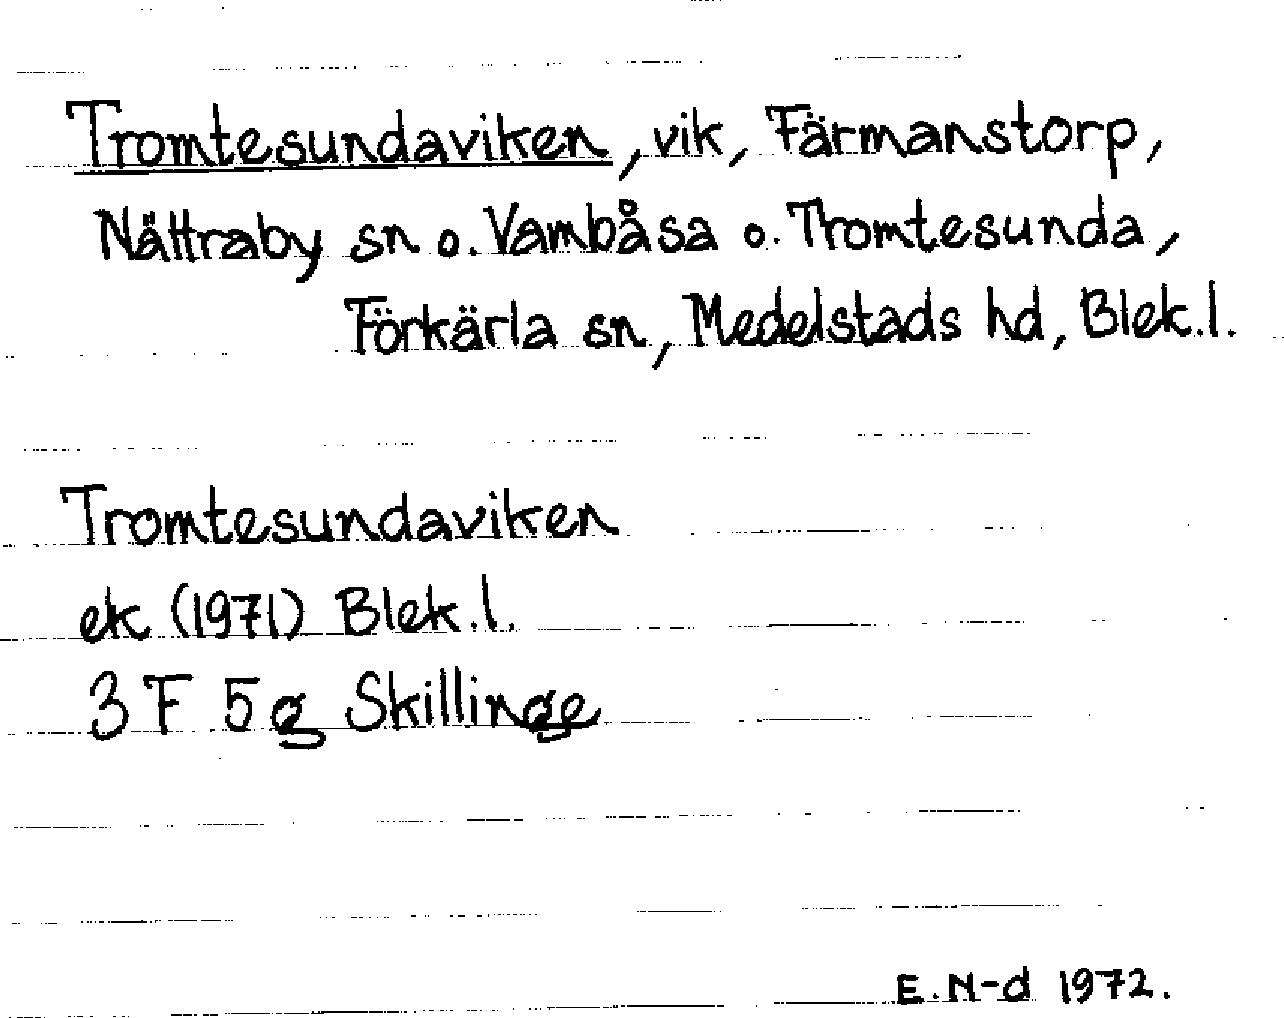 Tromtesundaviken, vik, Färmanstorp,
Nättraby sn o. Vambåsa o. Tromtesunda,
Förkärla sn, Medelstads hd, Blek.l.
Tromtesundaviken
ek (1971) Blek.l.
3 F 5 g Skillinge
E.N-d 1972.